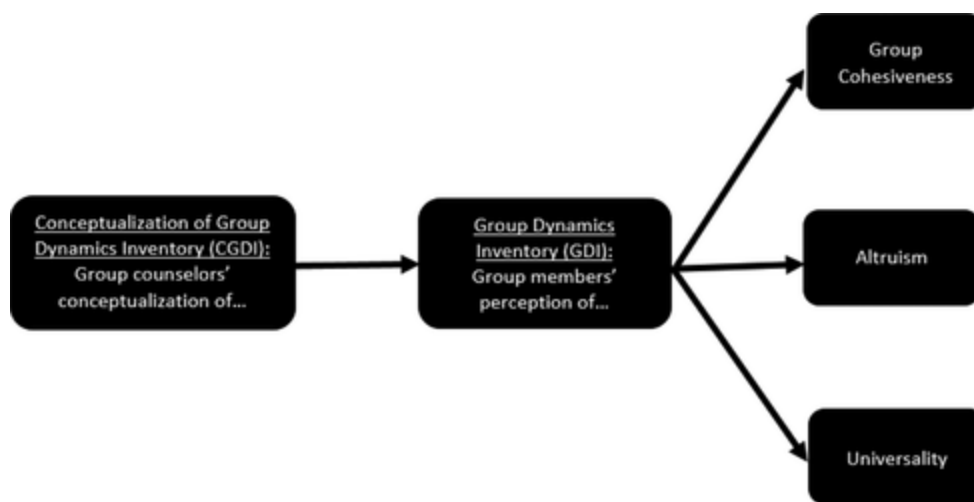 Group
Cohesiveness
Conceptualization of Group
Dynamics Inventory (CGDI):
Group counselors’
conceptualization of…
Group Dynamics
Inventory (GDI):
Group members’
perception of…
Altruism
Universality